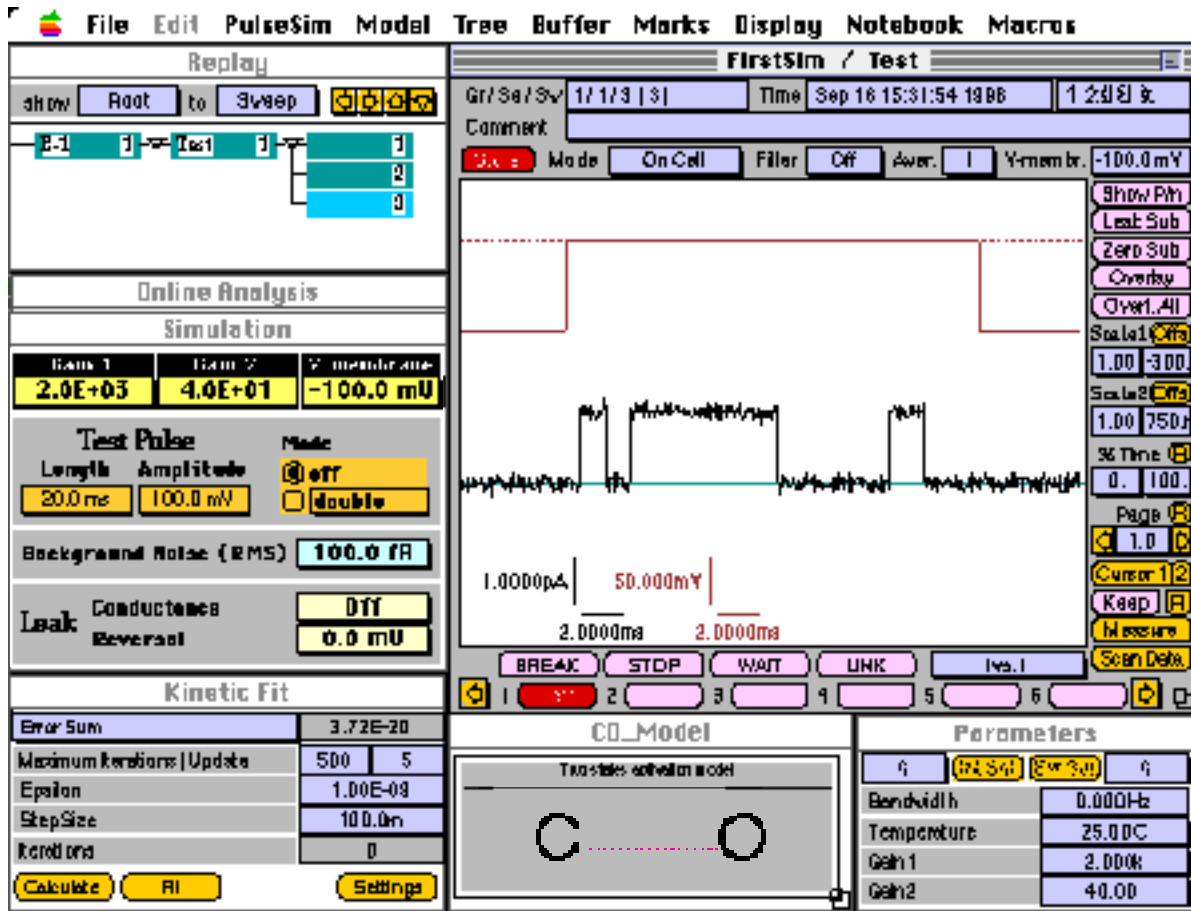 File Edit PulseSim Model Tree Buffer Marks Display Notebook Macros
Replay
show Root to Sweep
E-1 1 Test 1 1
2
3
Online Analysis
Simulation
V-membrane
2.0E+03 4.0E+01 -100.0 mV
Test Pulse Mode
Length Amplitude off
20.0 ms 100.0 mV double
Background Noise (RMS) 100.0 fA
Leak Conductance Off
Reversal 0.0 mV
Kinetic Fit
Error Sum 3.72E-20
Maximum Iterations | Update 500 5
Epsilon 1.00E-09
StepSize 100.0m
Iterations 0
Calculate Settings
FirstSim / Test
Gr/Se/Sw 1/ 1/3 | 3| Time Sep 16 15:31:54
Comment
Mode On Cell Filter Off Aver. 1 V-membr. -100.0mV
Show P/n
Leak Sub
Zero Sub
Overlay
Overl. All
Scale1 Offs
1.00 -300.
Scale2 Offs
1.00
% Time
0. 100.
Page
1.0
Cursor 1 2
Keep
Measure
Scan Data
1.0000pA 50.000mV
2.0000ms 2.0000ms
BREAK STOP WAIT LINK
1 2 3 4 5 6
CO_Model
Two states activation model
C O
Parameters
Bandwidth 0.000Hz
Temperature 25.00C
Gain1 2.000k
Gain2 40.00